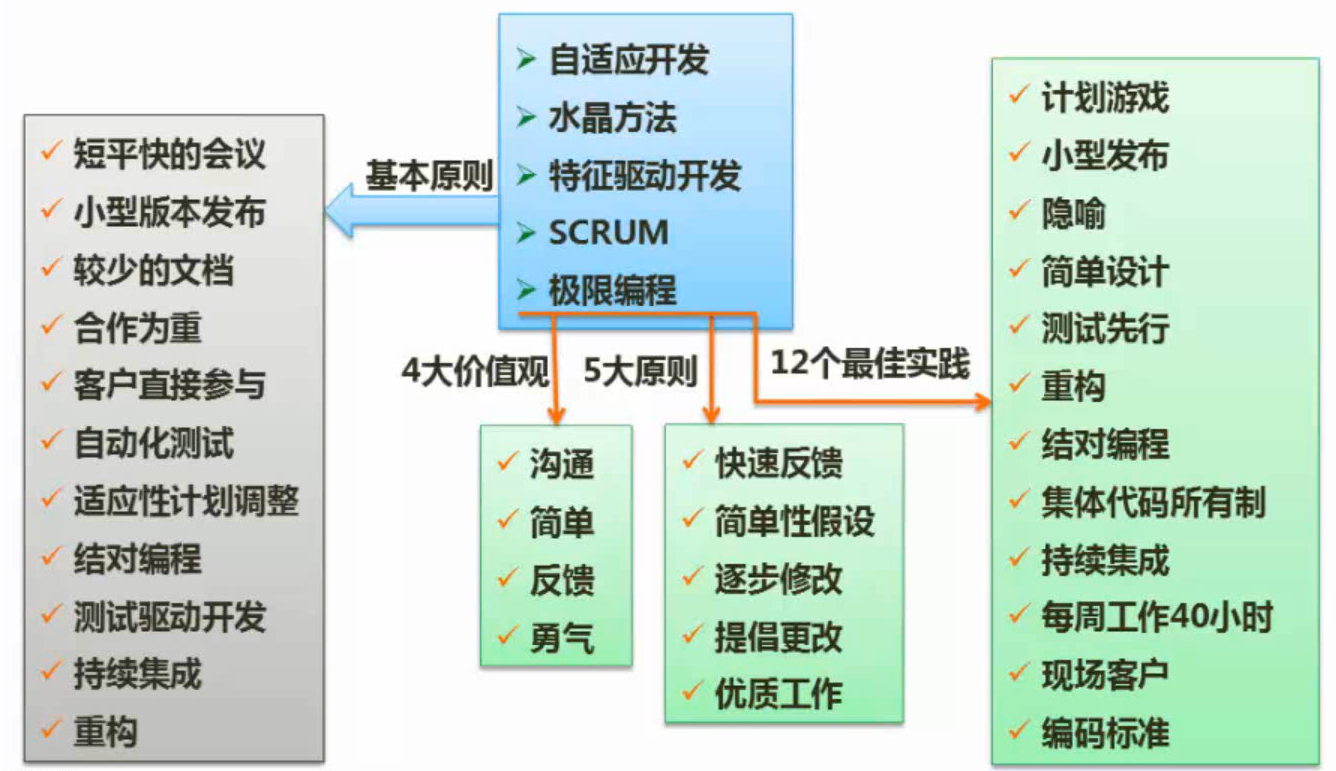 自适应开发
水晶方法
特征驱动开发
SCRUM
极限编程
基本原则
短平快的会议
小型版本发布
较少的文档
合作为重
客户直接参与
自动化测试
适应性计划调整
结对编程
测试驱动开发
持续集成
重构
4大价值观
沟通
简单
反馈
勇气
5大原则
快速反馈
简单性假设
逐步修改
提倡更改
优质工作
12个最佳实践
计划游戏
小型发布
隐喻
简单设计
测试先行
重构
结对编程
集体代码所有制
持续集成
每周工作40小时
现场客户
编码标准